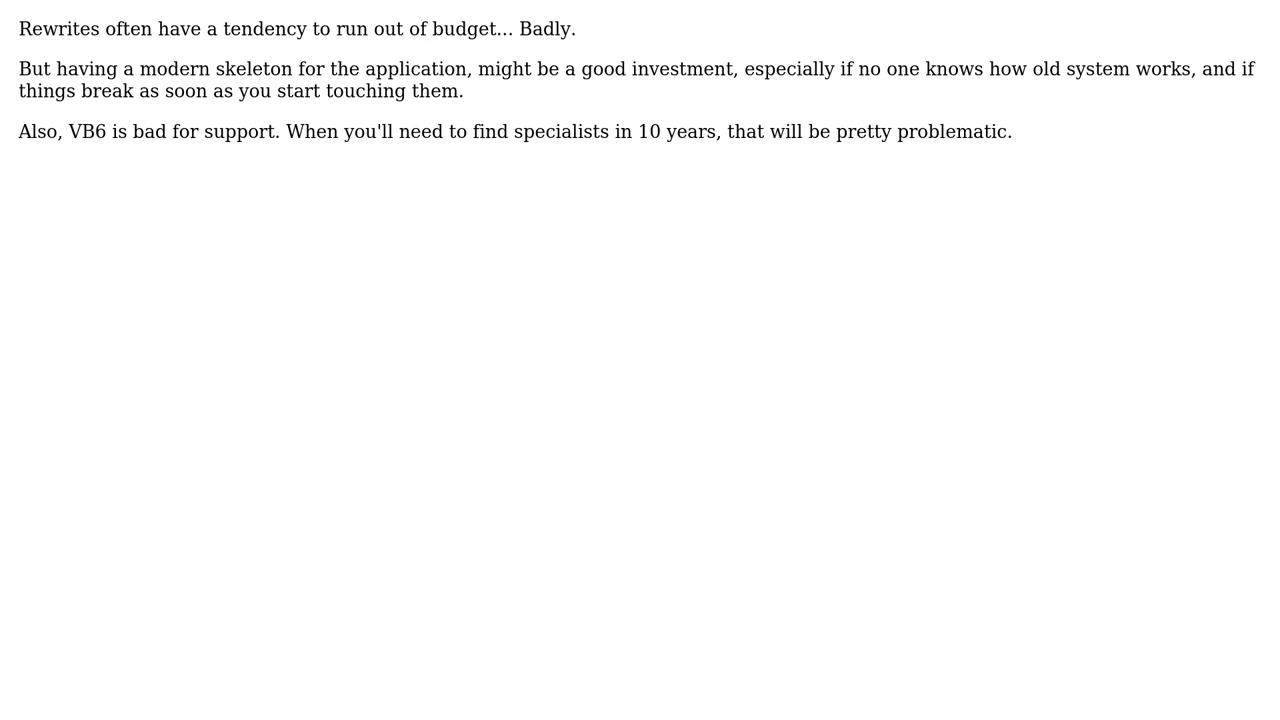 Rewrites often have a tendency to run out of budget... Badly.
But having a modern skeleton for the application, might be a good investment, especially if no one knows how old system works, and if
things break as soon as you start touching them.
Also, VB6 is bad for support. When you'll need to find specialists in 10 years, that will be pretty problematic.